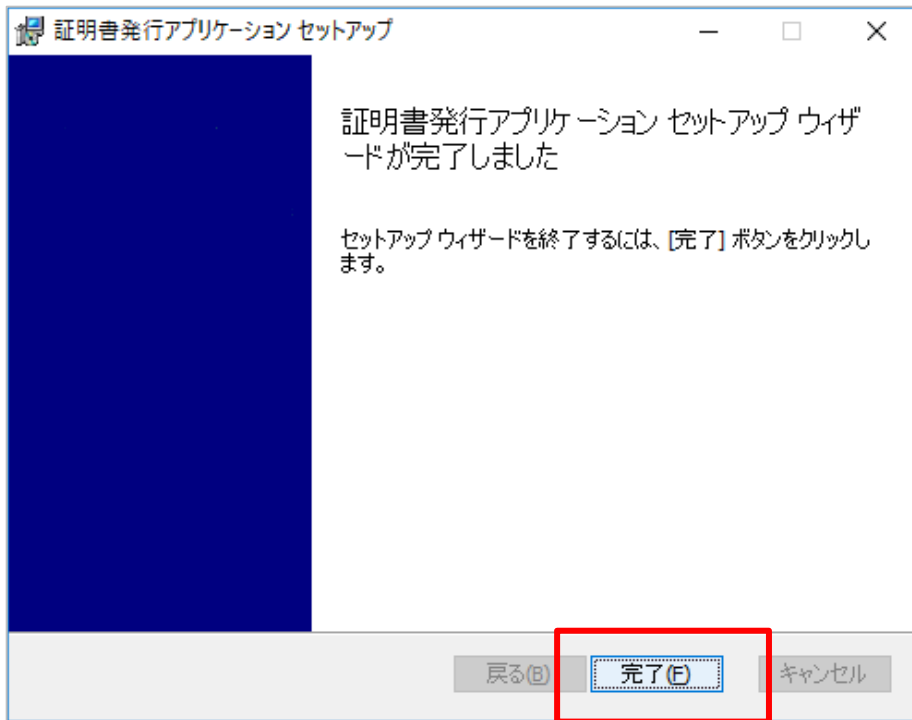 証明書発行アプリケーション セットアップ
証明書発行アプリケーション セットアップ ウィザ
ードが完了しました
セットアップ ウィザードを終了するには、[完了] ボタンをクリックし
ます。
戻る(B) 完了(F) キャンセル